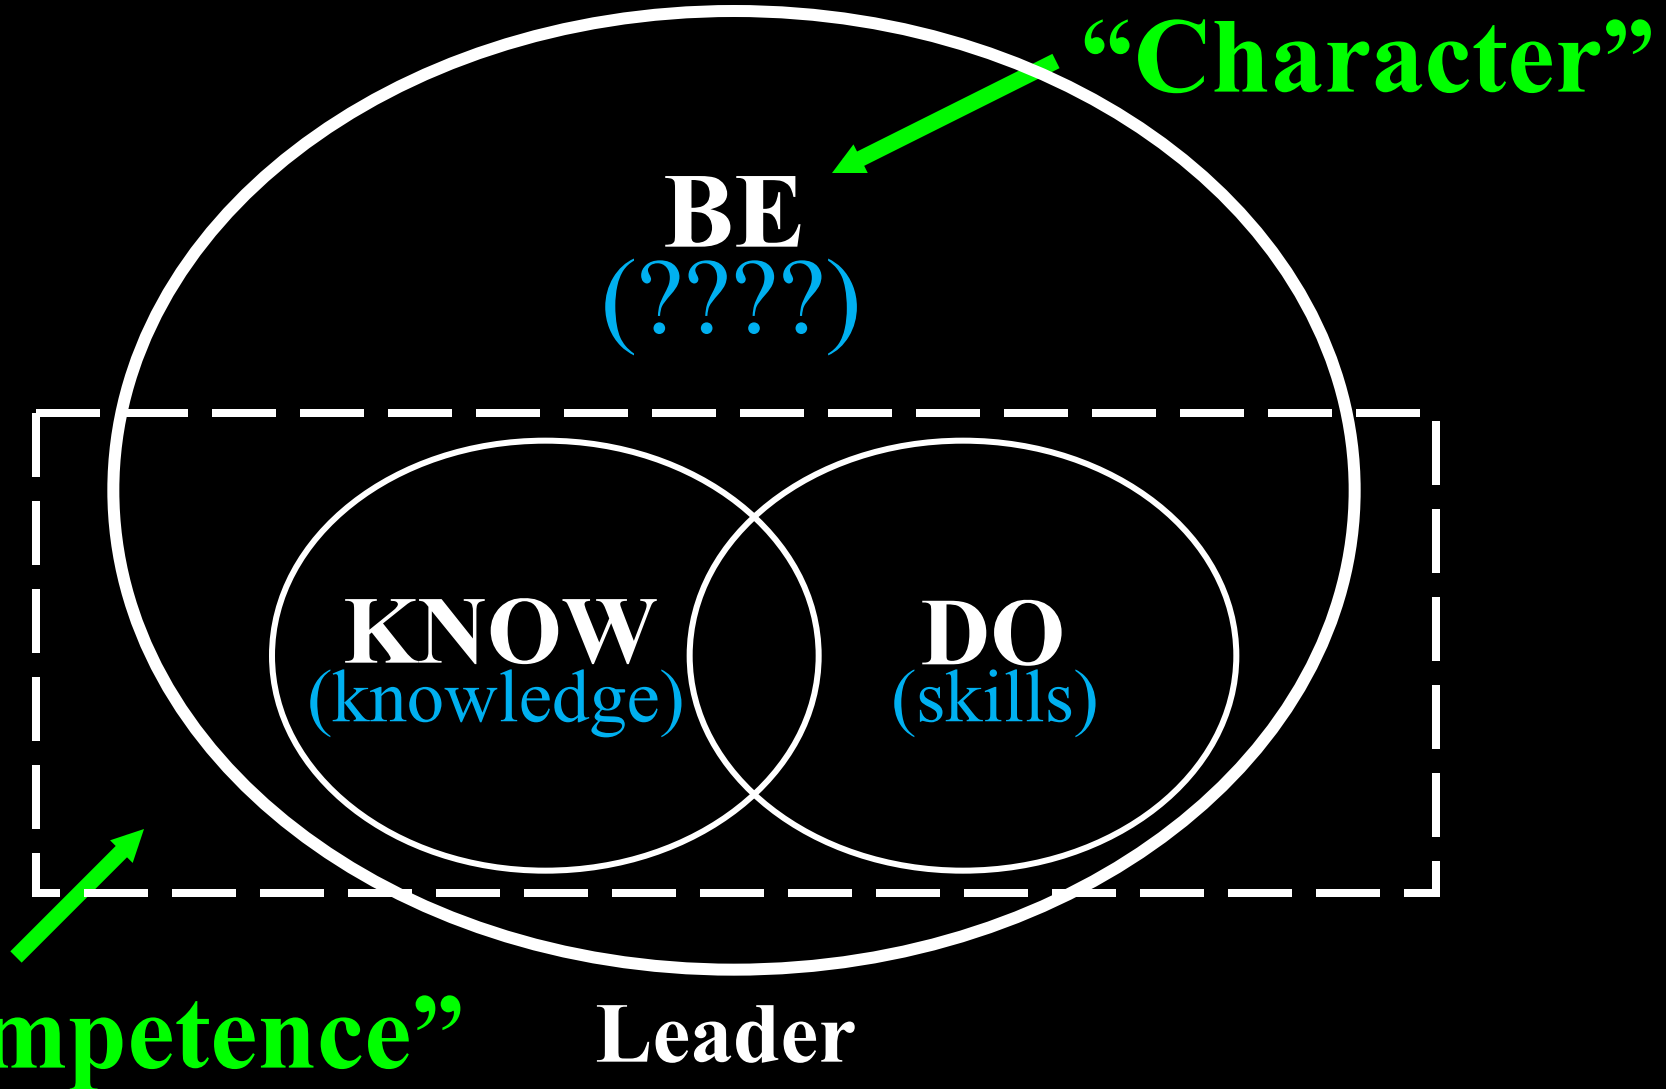 “Character”
BE
(????)
KNOW
(knowledge)
DO
(skills)
mpetence”
Leader